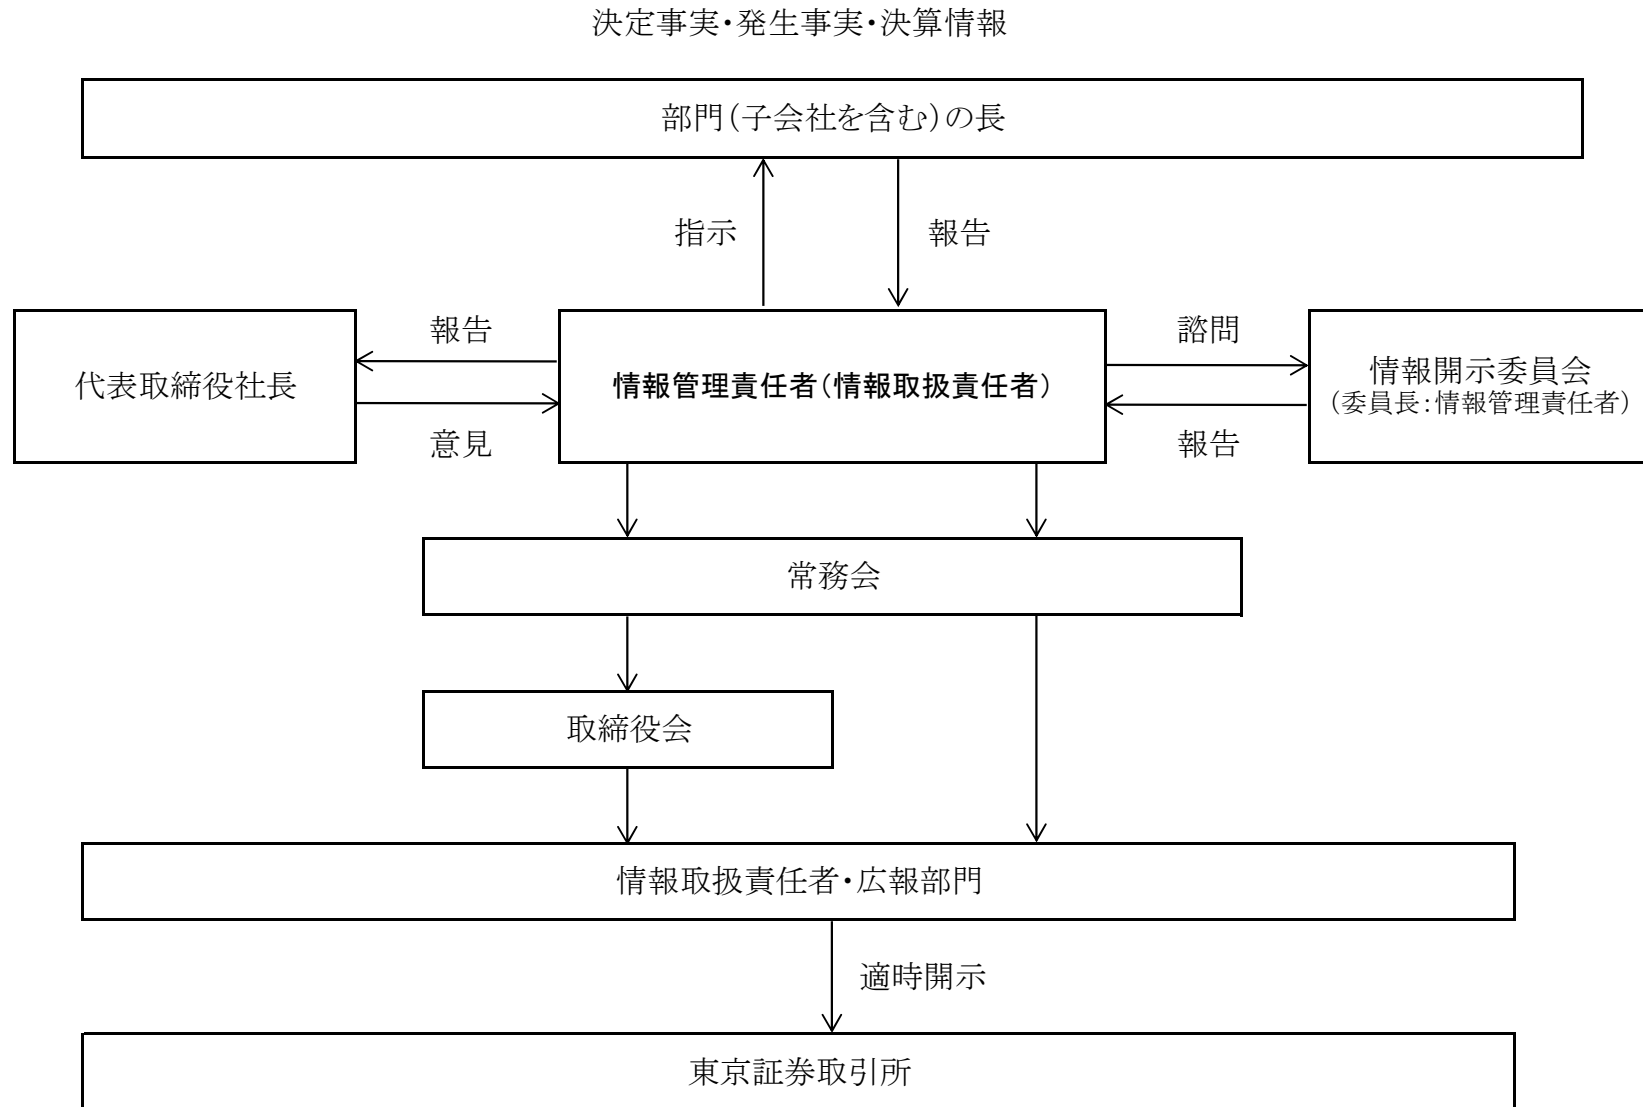 決定事実・発生事実・決算情報
部門(子会社を含む)の長
指示
報告
報告
諮問
代表取締役社長
情報管理責任者(情報取扱責任者)
情報開示委員会
(委員長:情報管理責任者)
意見
報告
常務会
取締役会
情報取扱責任者・広報部門
適時開示
東京証券取引所